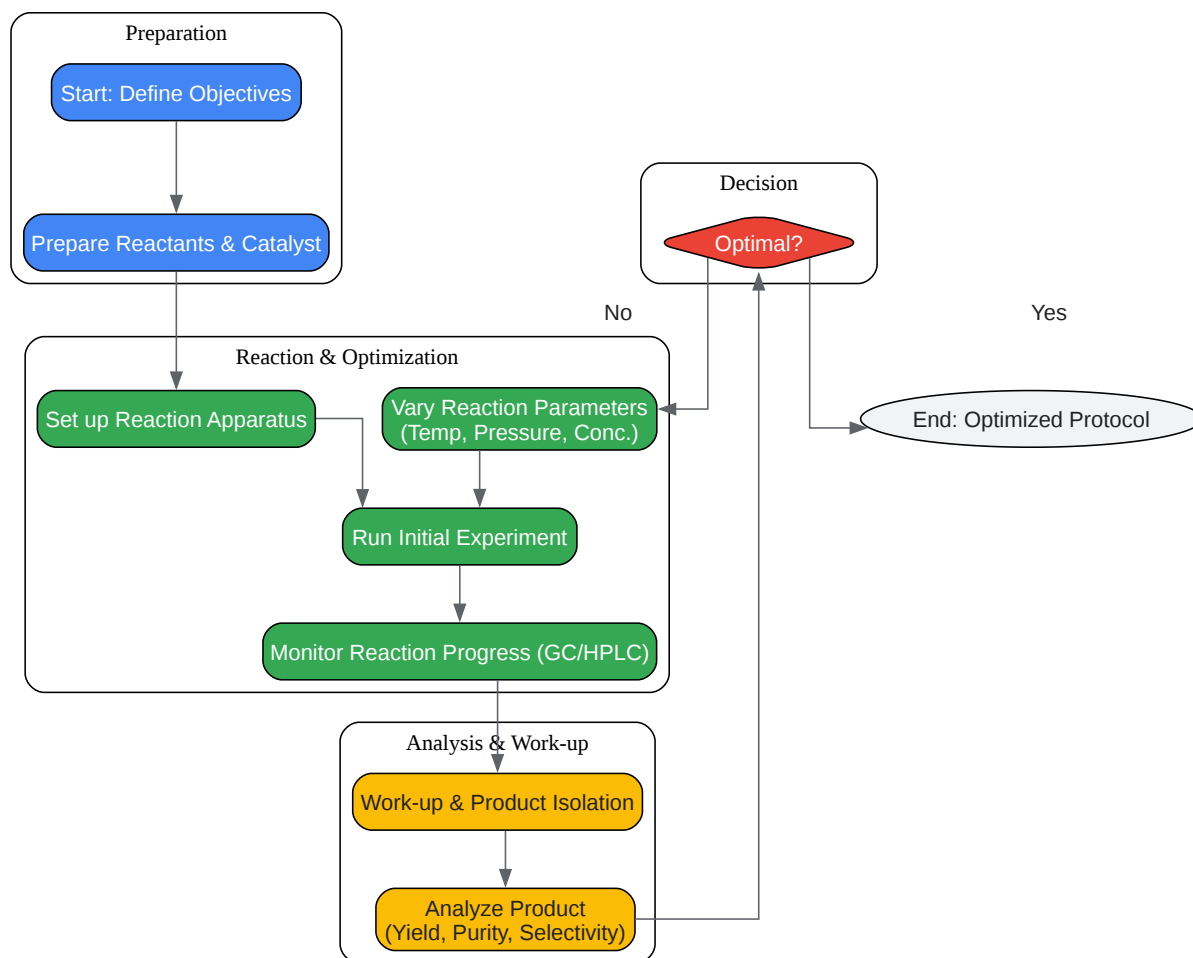 Preparation
Start: Define Objectives
Prepare Reactants & Catalyst
Decision
Optimal?
No
Yes
Reaction & Optimization
Set up Reaction Apparatus
Vary Reaction Parameters
(Temp, Pressure, Conc.)
End: Optimized Protocol
Run Initial Experiment
Monitor Reaction Progress (GC/HPLC)
Analysis & Work-up
Work-up & Product Isolation
Analyze Product
(Yield, Purity, Selectivity)